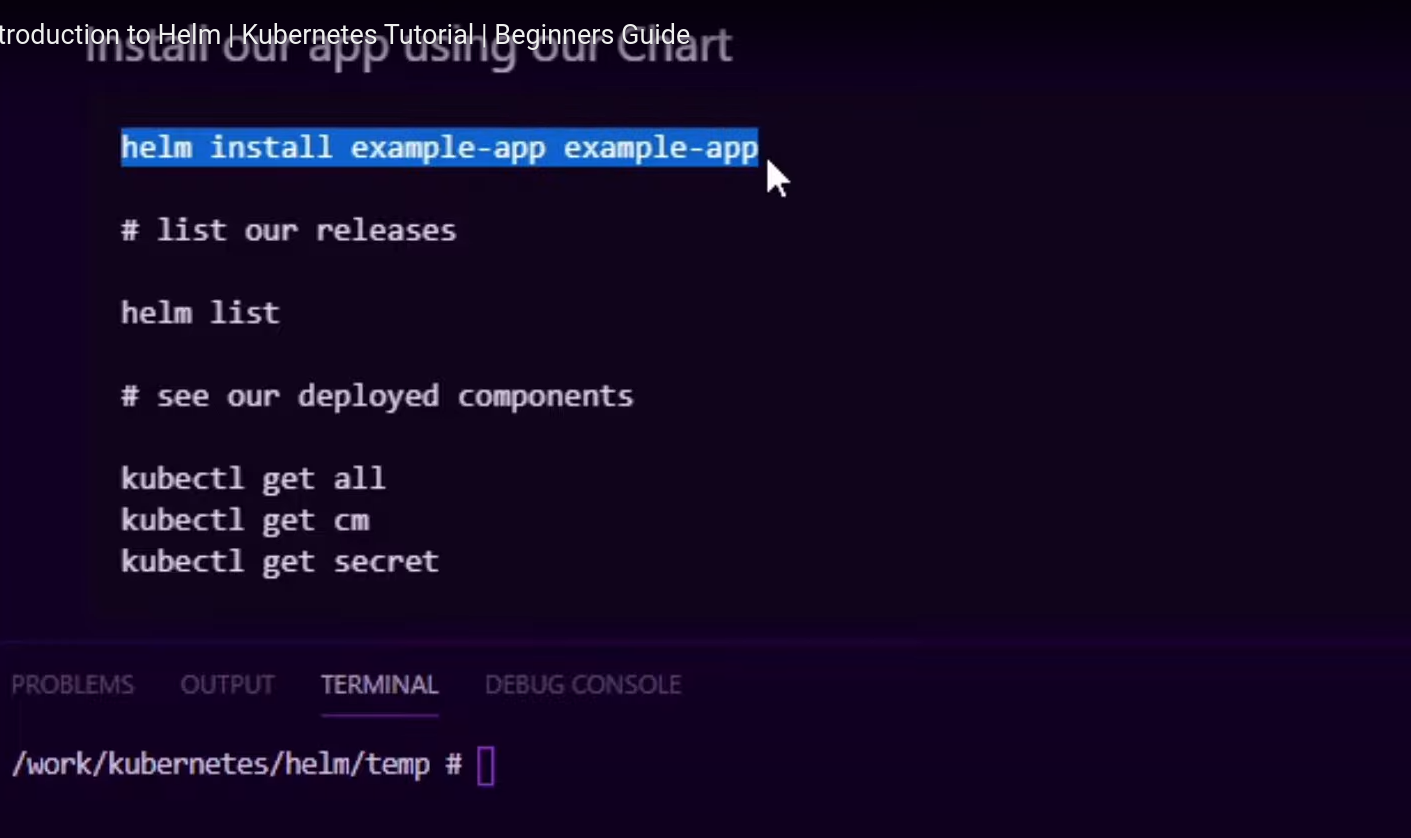 troduction to Helm | Kubernetes Tutorial | Beginners Guide
Install our app using our Chart
helm install example-app example-app
# list our releases
helm list
# see our deployed components
kubectl get all
kubectl get cm
kubectl get secret
PROBLEMS OUTPUT TERMINAL DEBUG CONSOLE
/work/kubernetes/helm/temp #